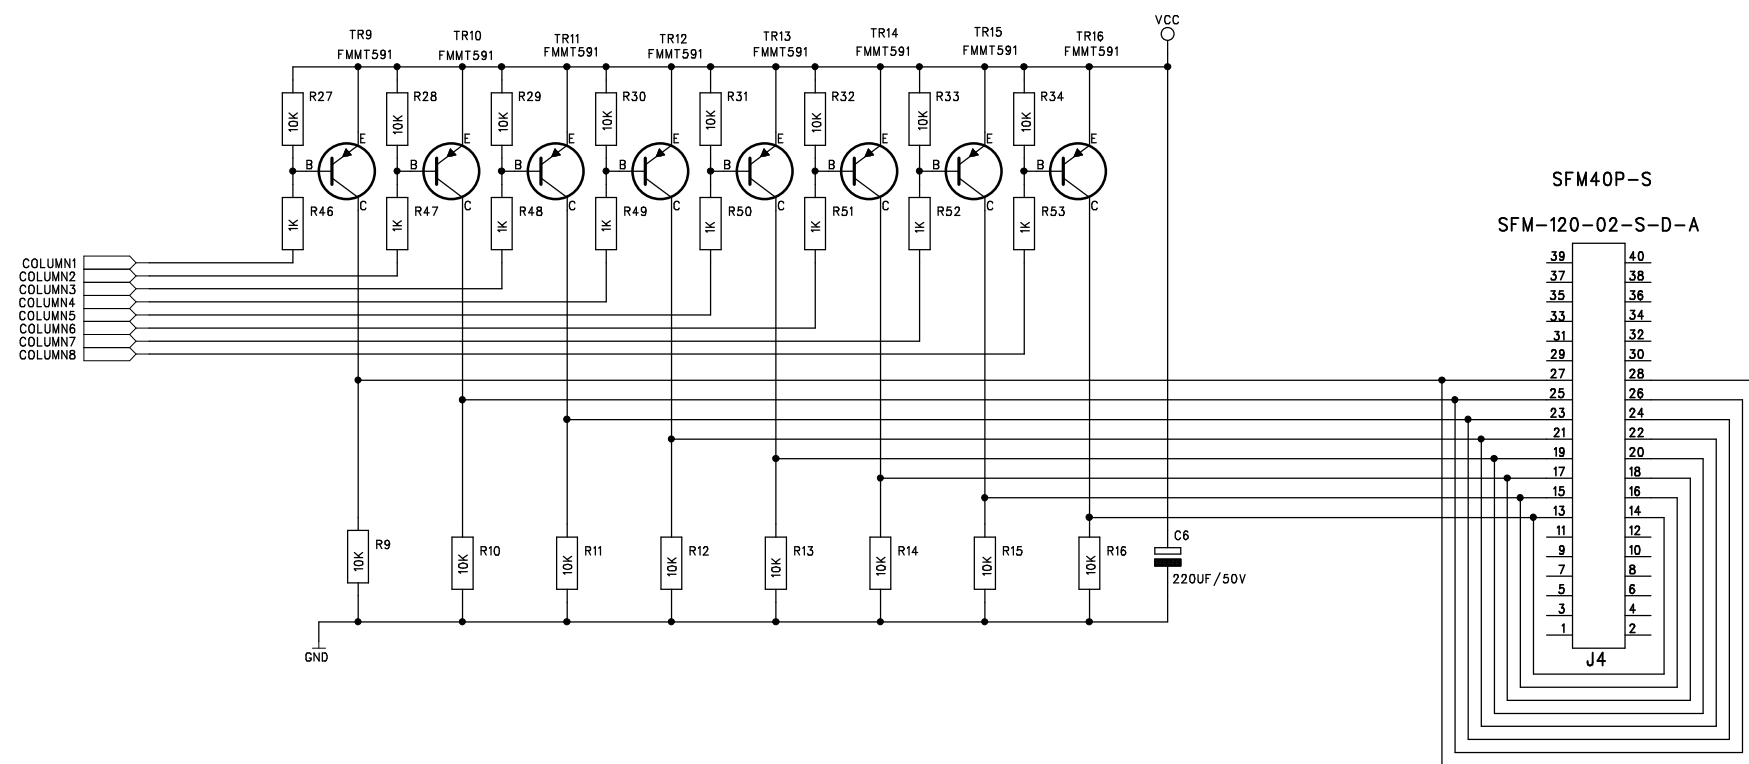 VCC
TR9
FMMT591
TR10
FMMT591
TR11
FMMT591
TR12
FMMT591
TR13
FMMT591
TR14
FMMT591
TR15
FMMT591
TR16
FMMT591
R27 R28 R29 R30 R31 R32 R33 R34
10K 10K 10K 10K 10K 10K 10K 10K
E E E E E E E E
B B B B B B B B
C C C C C C C C
R46 R47 R48 R49 R50 R51 R52 R53
1K 1K 1K 1K 1K 1K 1K 1K
COLUMN1
COLUMN2
COLUMN3
COLUMN4
COLUMN5
COLUMN6
COLUMN7
COLUMN8
R9 R10 R11 R12 R13 R14 R15 R16
10K 10K 10K 10K 10K 10K 10K 10K
C6
220UF/50V
GND
SFM40P-S
SFM-120-02-S-D-A
39 40
37 38
35 36
33 34
31 32
29 30
27 28
25 26
23 24
21 22
19 20
17 18
15 16
13 14
11 12
9 10
7 8
5 6
3 4
1 2
J4